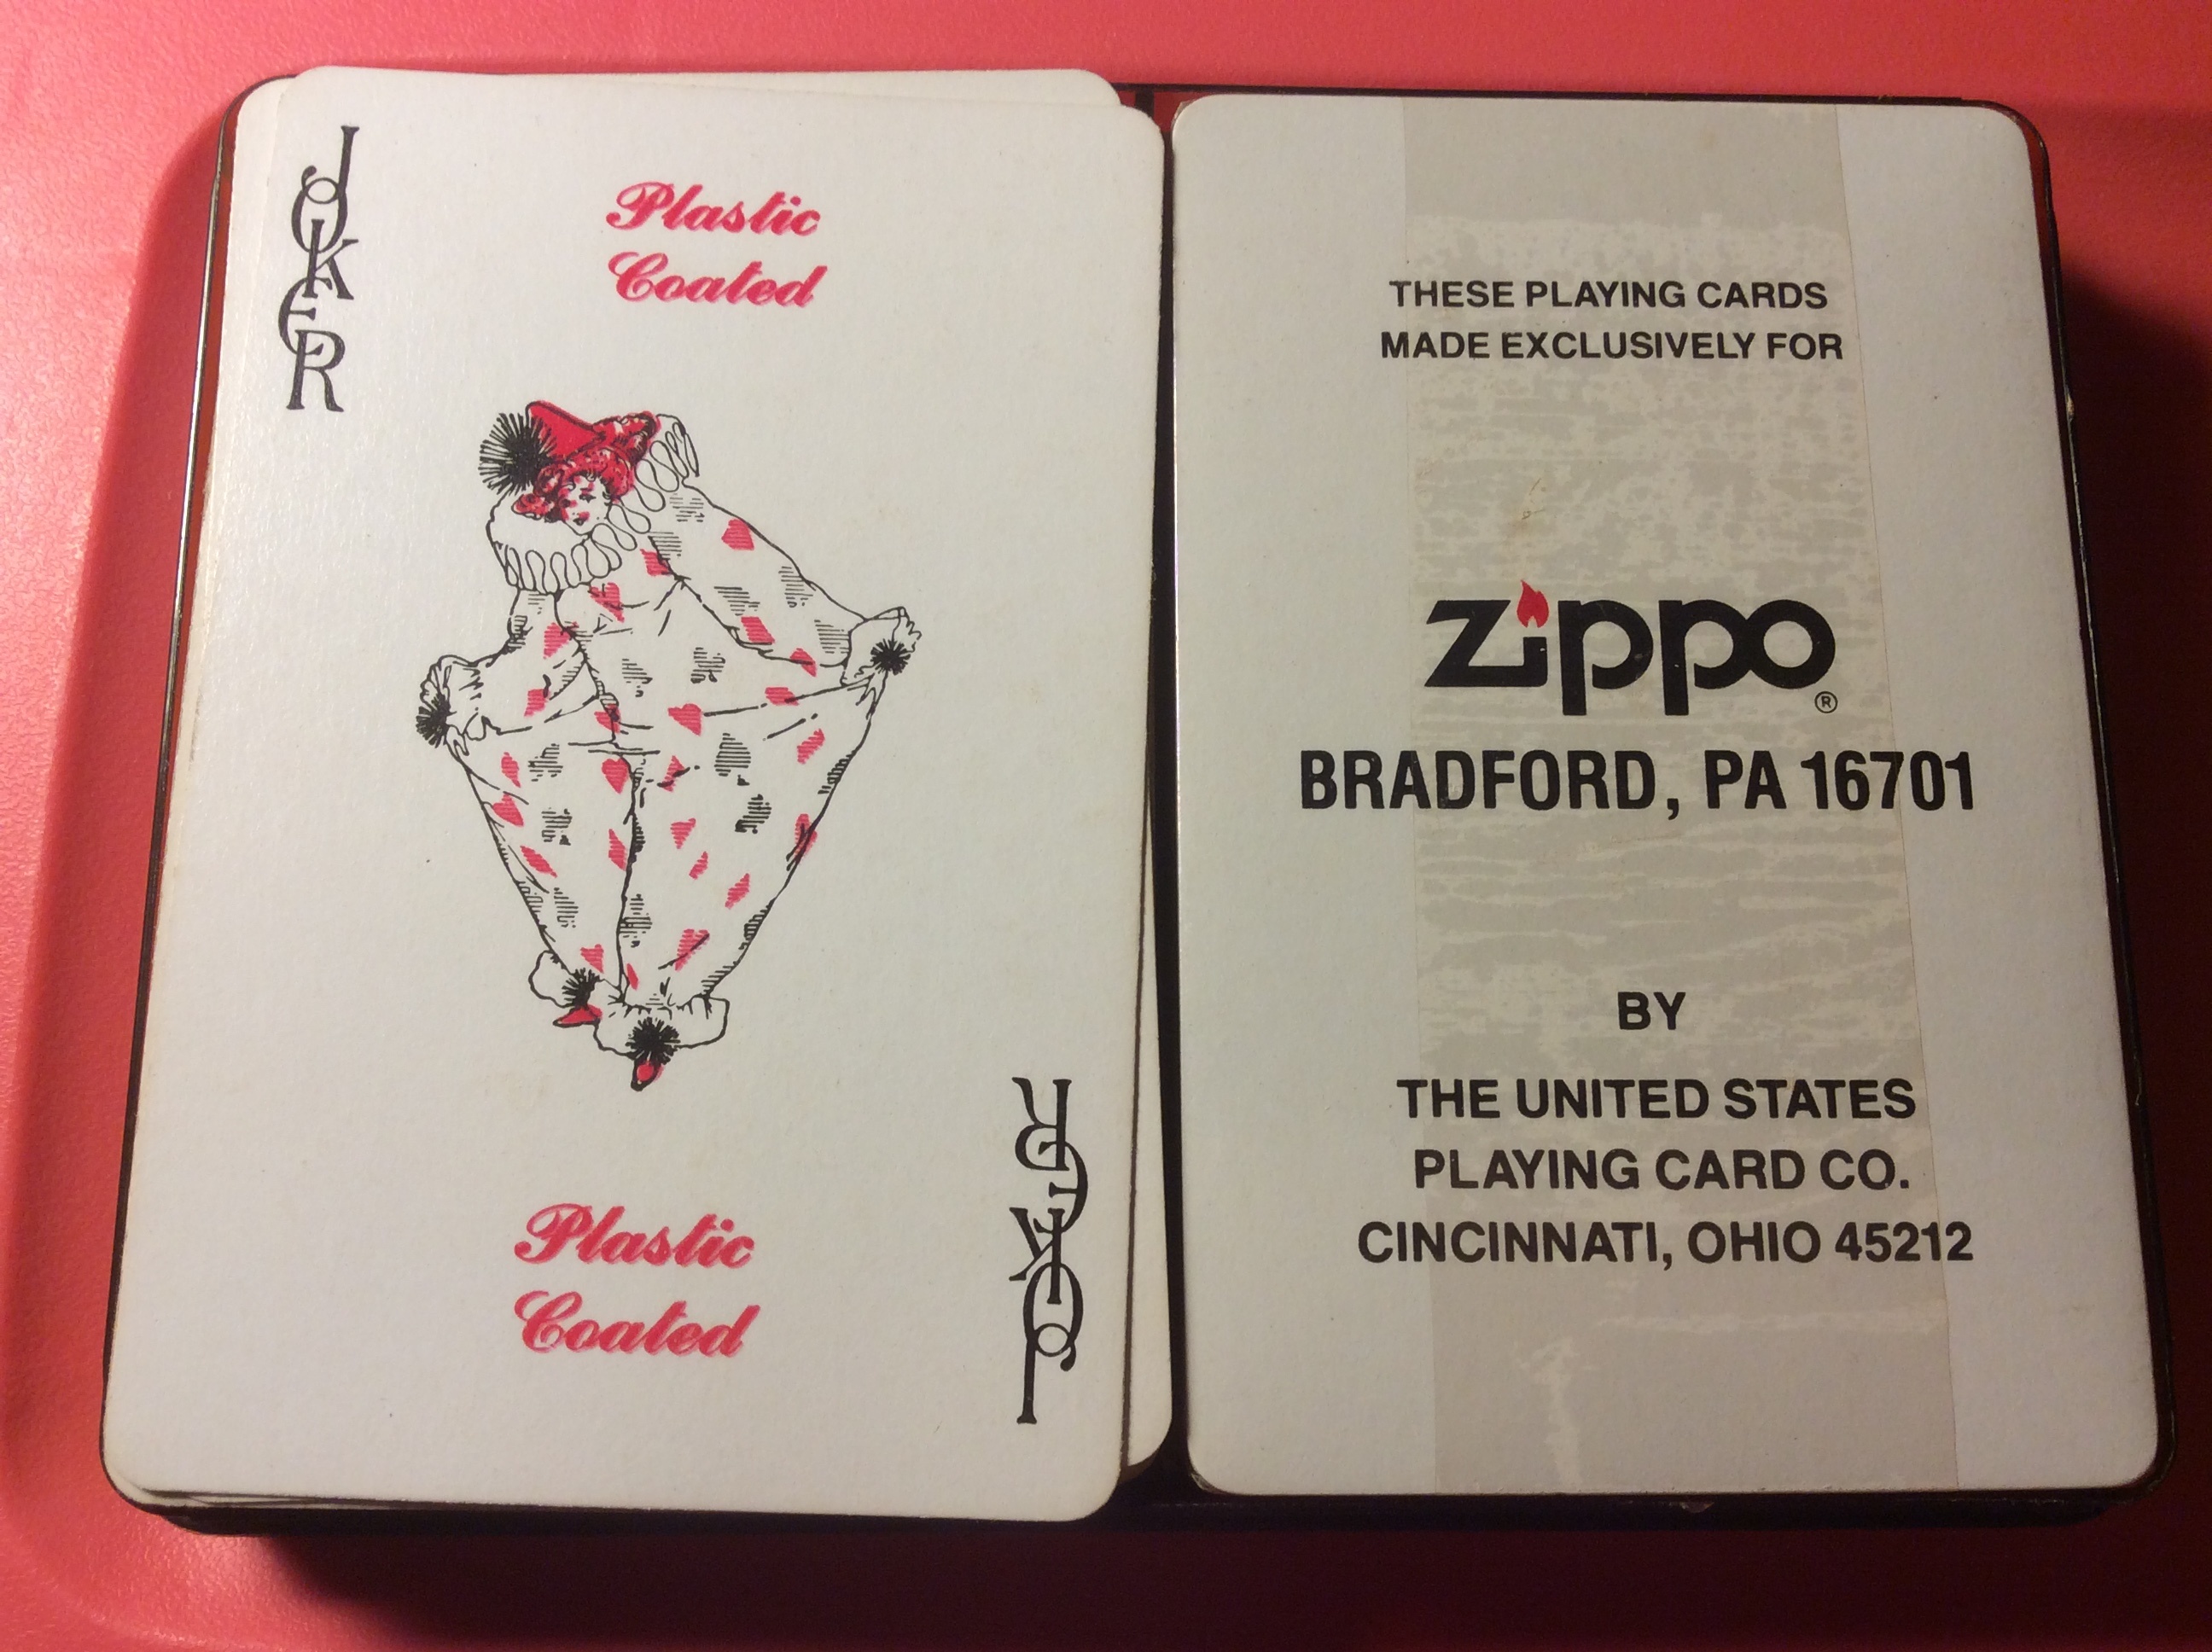 JOKER
Plastic
Coated
Plastic
Coated
JOKER
THESE PLAYING CARDS
MADE EXCLUSIVELY FOR
zippo®
BRADFORD, PA 16701
BY
THE UNITED STATES
PLAYING CARD CO.
CINCINNATI, OHIO 45212